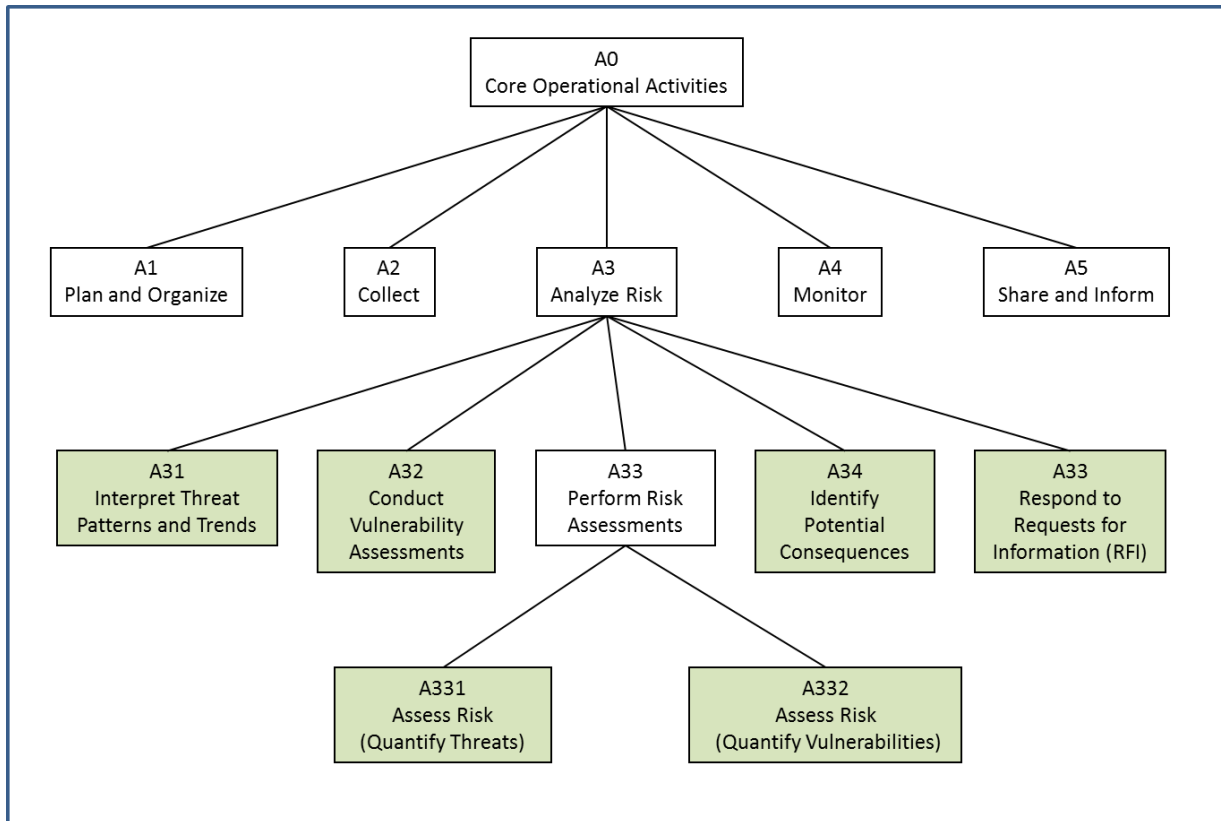 A0
Core Operational Activities
A1
Plan and Organize
A2
Collect
A3
Analyze Risk
A4
Monitor
A5
Share and Inform
A31
Interpret Threat
Patterns and Trends
A32
Conduct
Vulnerability
Assessments
A33
Perform Risk
Assessments
A34
Identify
Potential
Consequences
A33
Respond to
Requests for
Information (RFI)
A331
Assess Risk
(Quantify Threats)
A332
Assess Risk
(Quantify Vulnerabilities)